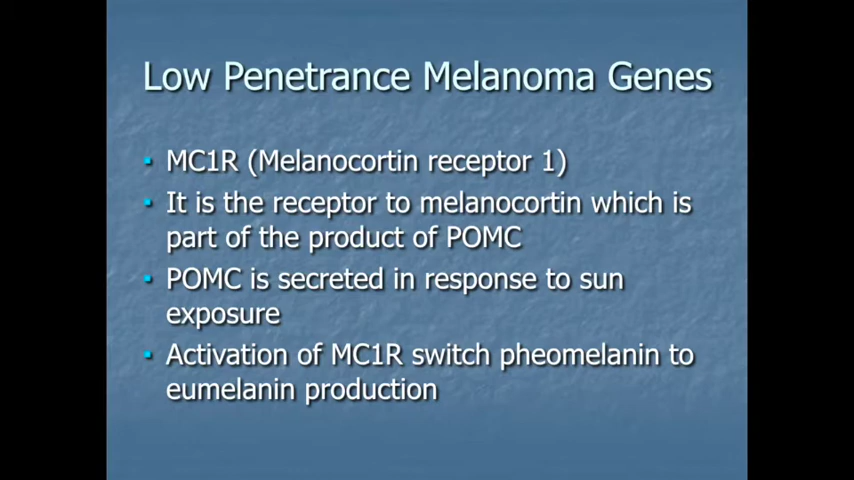 Low Penetrance Melanoma Genes
▪ MC1R (Melanocortin receptor 1)
▪ It is the receptor to melanocortin which is
part of the product of POMC
▪ POMC is secreted in response to sun
exposure
▪ Activation of MC1R switch pheomelanin to
eumelanin production